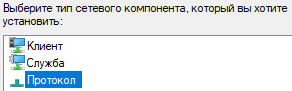 Выберите тип сетевого компонента, который вы хотите
установить:
Клиент
Служба
Протокол